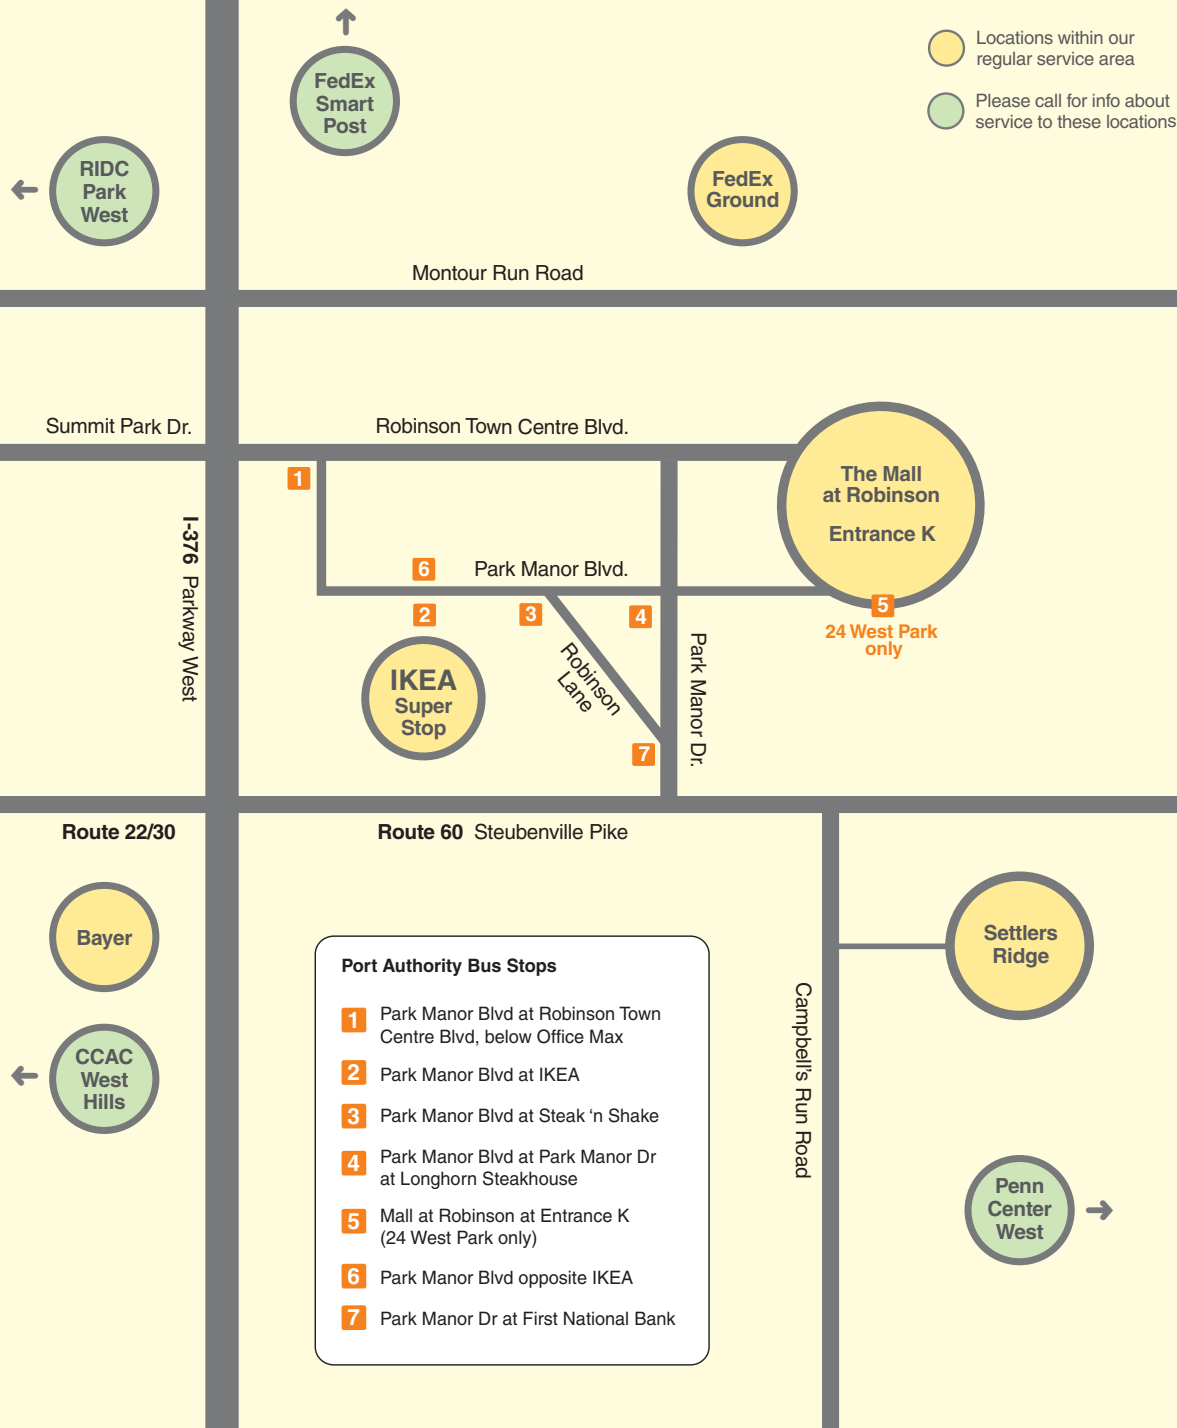 Locations within our
regular service area
Please call for info about
service to these locations
FedEx
Smart
Post
RIDC
Park
West
FedEx
Ground
Montour Run Road
Summit Park Dr.
Robinson Town Centre Blvd.
1
The Mall
at Robinson
Entrance K
I-376 Parkway West
6
Park Manor Blvd.
2
3
4
5
24 West Park
only
IKEA
Super
Stop
Robinson
Lane
Park Manor Dr.
7
Route 22/30
Route 60 Steubenville Pike
Bayer
Settlers
Ridge
CCAC
West
Hills
Campbell's Run Road
Penn
Center
West
Port Authority Bus Stops
1 Park Manor Blvd at Robinson Town
Centre Blvd, below Office Max
2 Park Manor Blvd at IKEA
3 Park Manor Blvd at Steak ‘n Shake
4 Park Manor Blvd at Park Manor Dr
at Longhorn Steakhouse
5 Mall at Robinson at Entrance K
(24 West Park only)
6 Park Manor Blvd opposite IKEA
7 Park Manor Dr at First National Bank